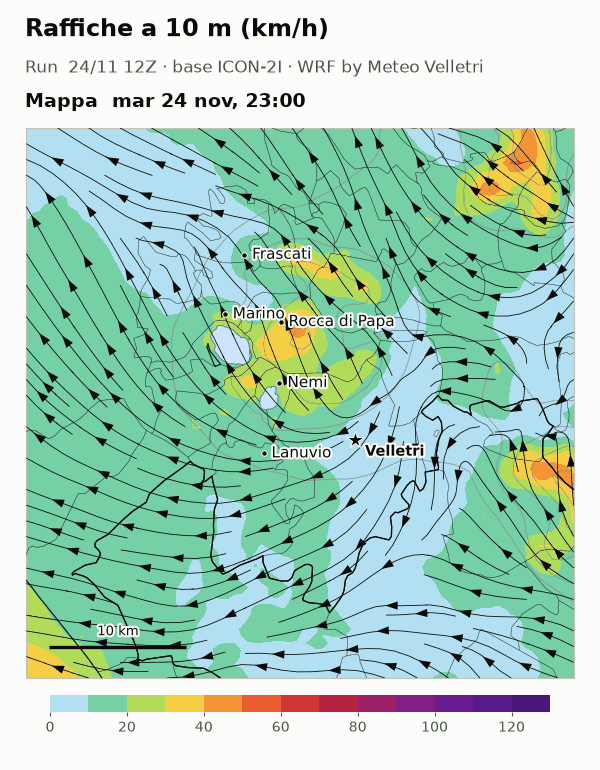 Raffiche a 10 m (km/h)
Run 24/11 12Z · base ICON-2I · WRF by Meteo Velletri
Mappa mar 24 nov, 23:00
Frascati
Marino
Rocca di Papa
Nemi
Velletri
Lanuvio
10 km
0 20 40 60 80 100 120